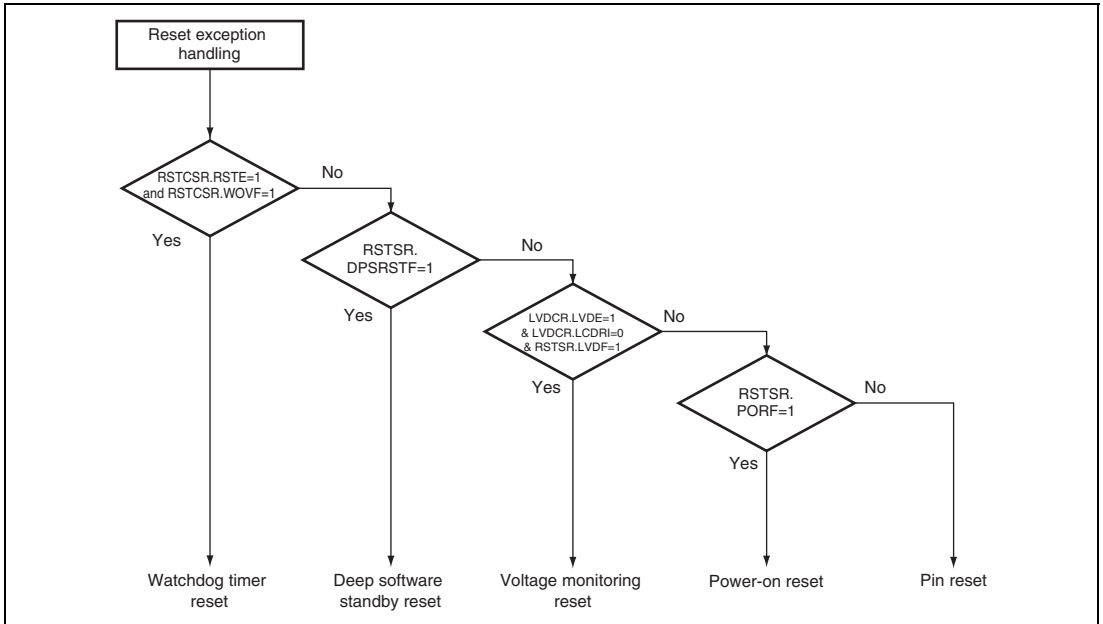 Reset exception
handling
RSTCSR.RSTE=1
and RSTCSR.WOVF=1
No
Yes
RSTSR.
DPSRSTF=1
No
Yes
LVDCR.LVDE=1
& LVDCR.LCDRI=0
& RSTSR.LVDF=1
No
Yes
RSTSR.
PORF=1
No
Yes
Watchdog timer
reset
Deep software
standby reset
Voltage monitoring
reset
Power-on reset
Pin reset